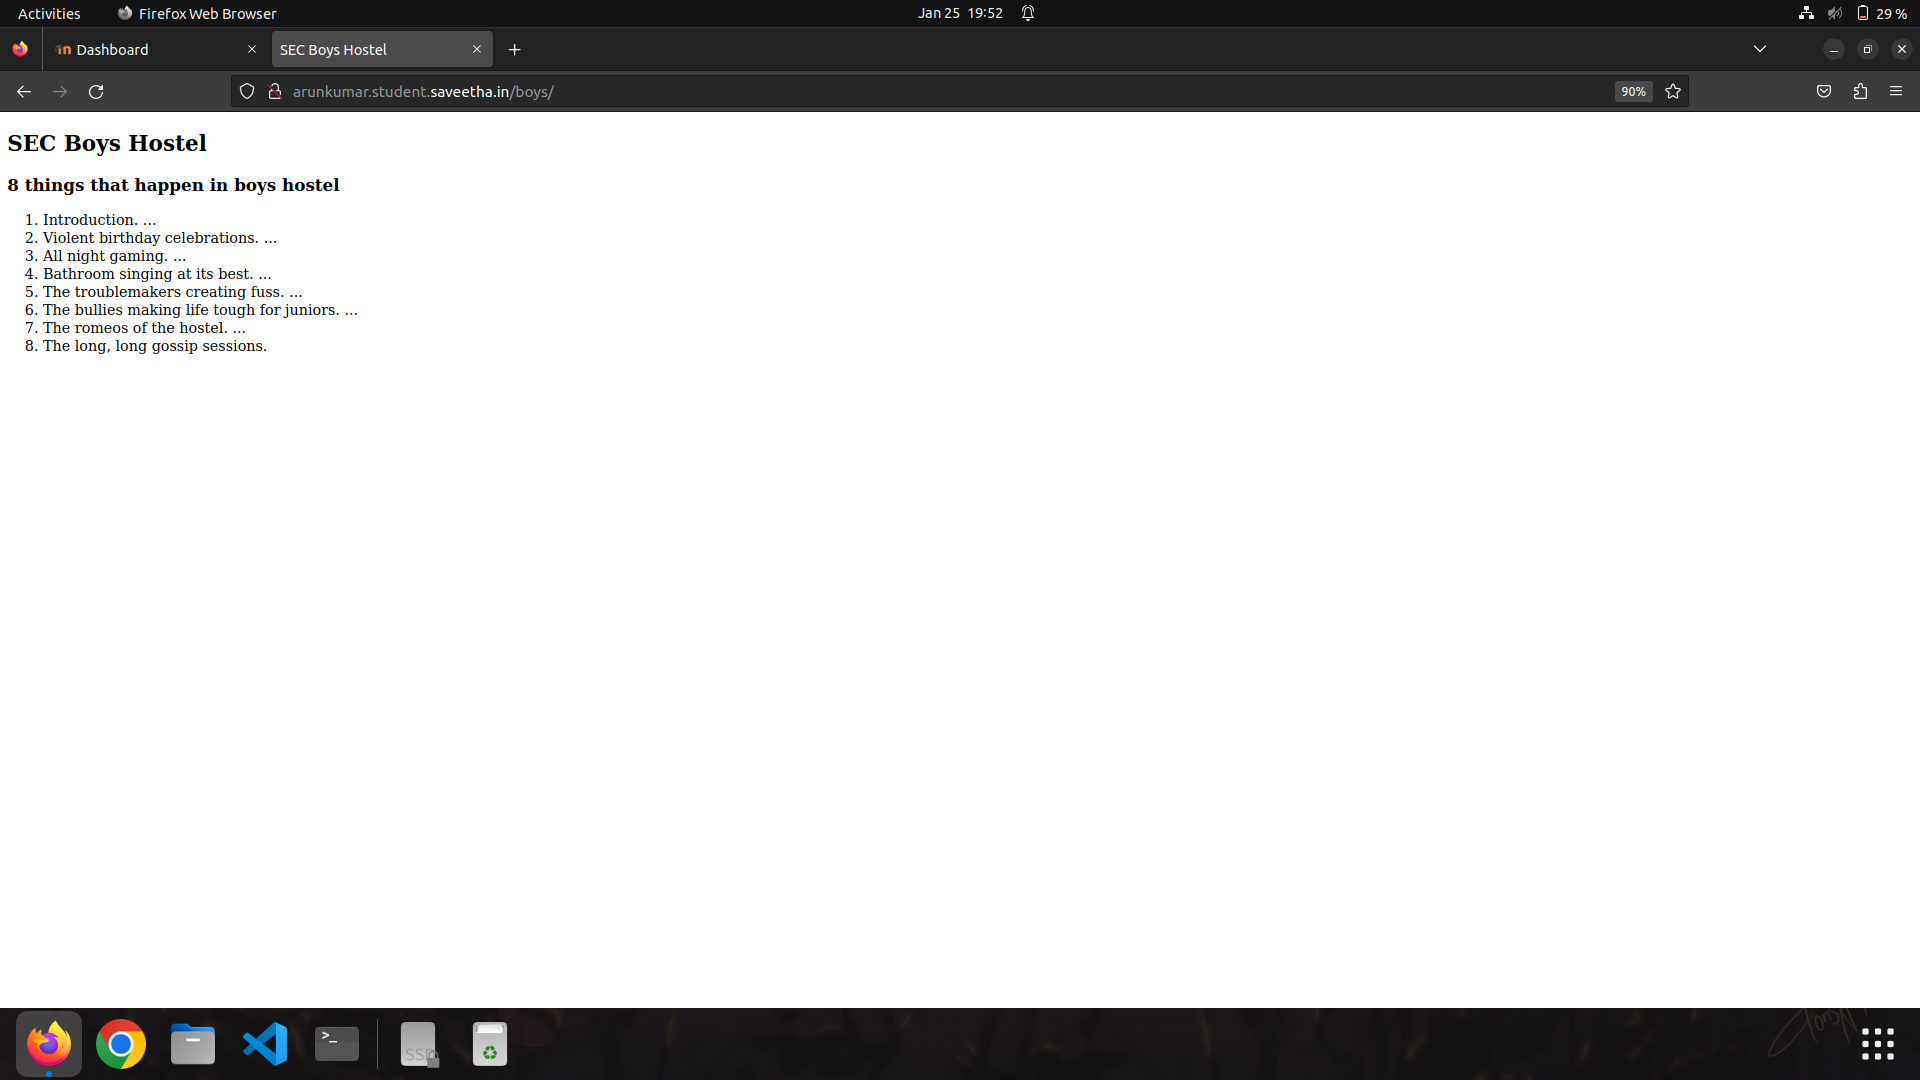 Activities Firefox Web Browser Jan 25 19:52 29 %
Dashboard SEC Boys Hostel
arunkumar.student.saveetha.in/boys/ 90%
SEC Boys Hostel
8 things that happen in boys hostel
1. Introduction. ...
2. Violent birthday celebrations. ...
3. All night gaming. ...
4. Bathroom singing at its best. ...
5. The troublemakers creating fuss. ...
6. The bullies making life tough for juniors. ...
7. The romeos of the hostel. ...
8. The long, long gossip sessions.
SSD